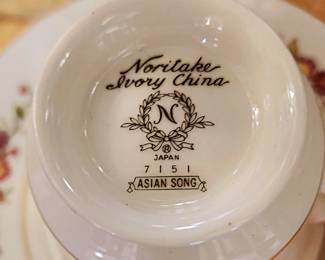 Noritake
Ivory China
N
®
JAPAN
7151
ASIAN SONG